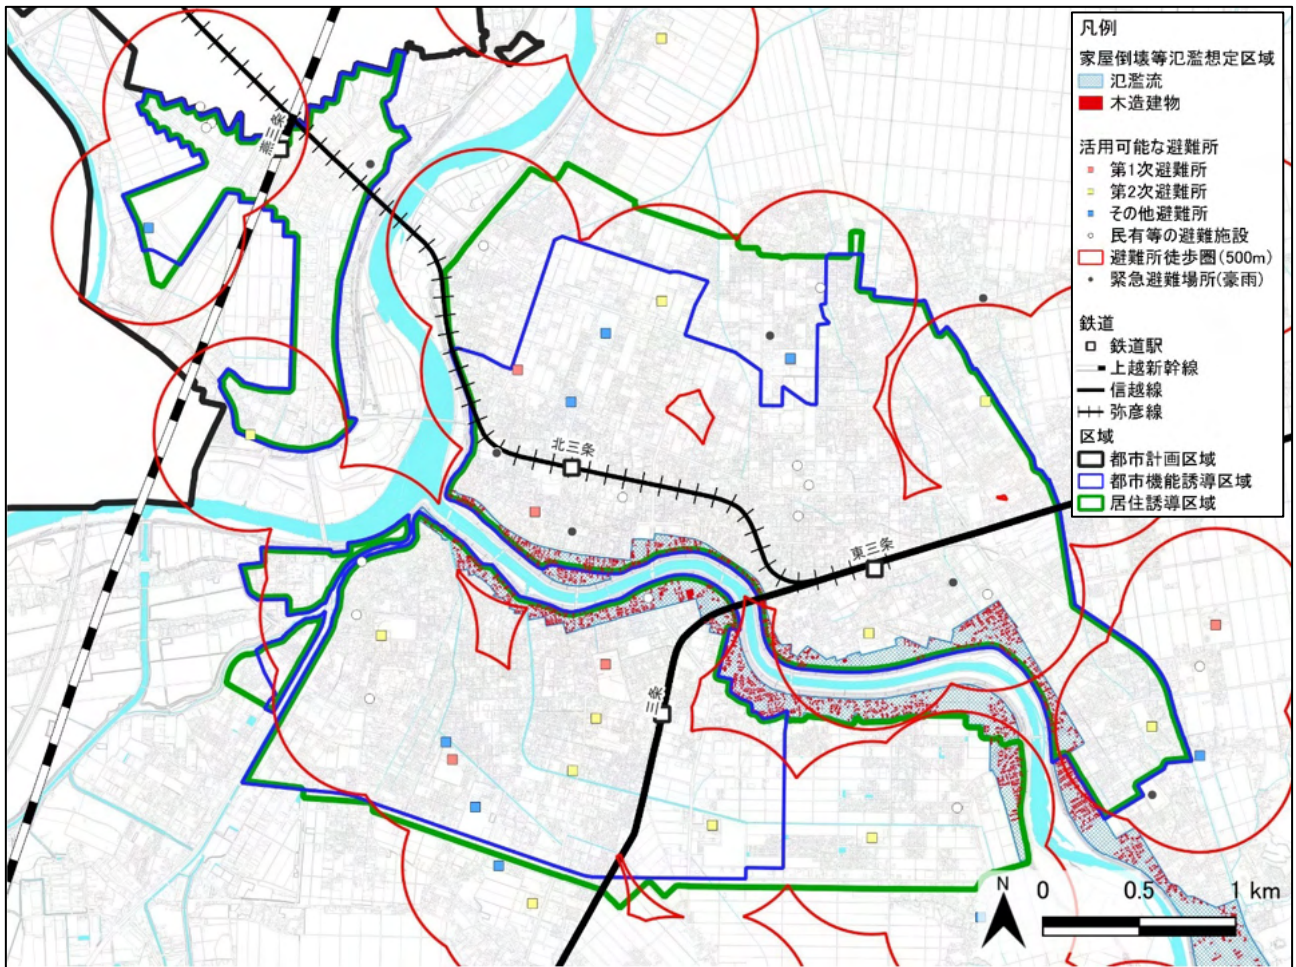 凡例
家屋倒壊等氾濫想定区域
氾濫流
木造建物
活用可能な避難所
第1次避難所
第2次避難所
その他避難所
民有等の避難施設
避難所徒歩圏(500m)
緊急避難場所(豪雨)
鉄道
鉄道駅
上越新幹線
信越線
弥彦線
区域
都市計画区域
都市機能誘導区域
居住誘導区域
燕三条
北三条
東三条
三条
N
0 0.5 1 km